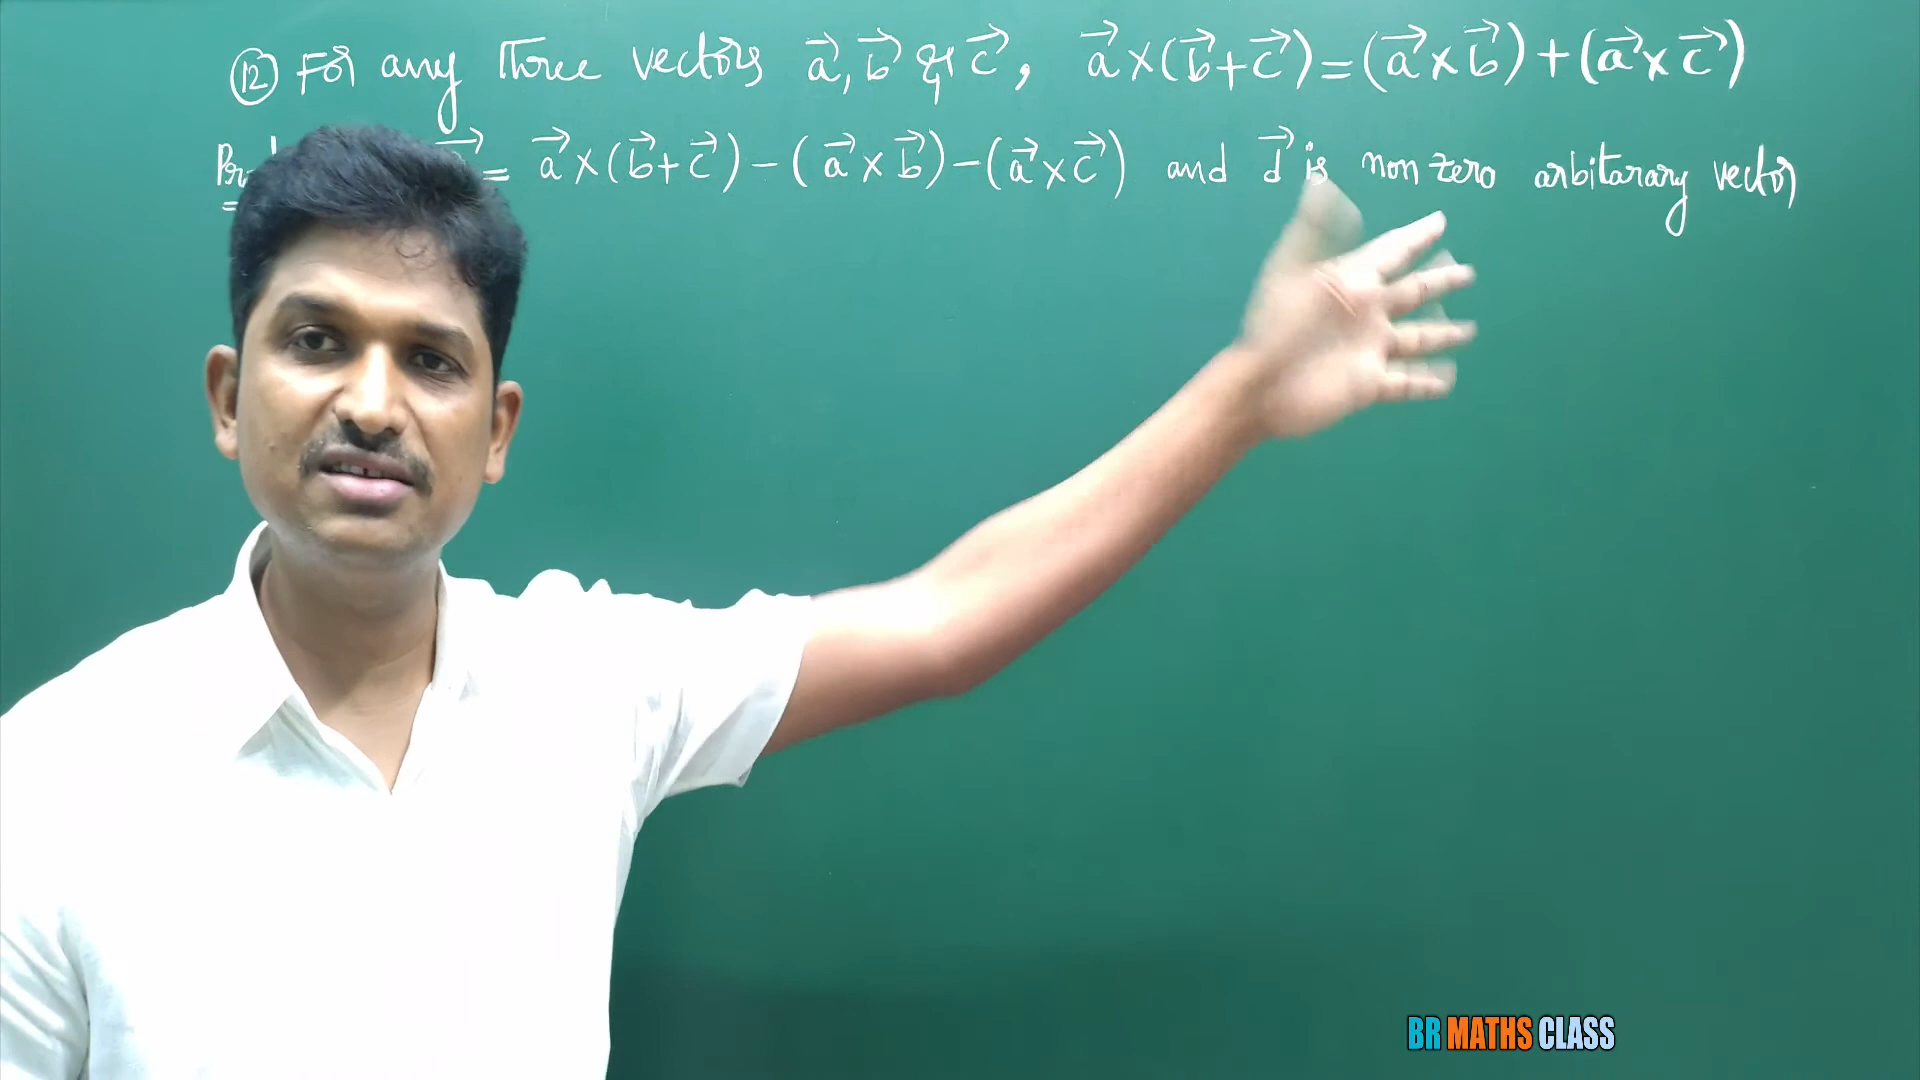 ⑫ For any Three vectors a⃗, b⃗ & c⃗, a⃗×(b⃗+c⃗)=(a⃗×b⃗)+(a⃗×c⃗)
= a⃗×(b⃗+c⃗)-(a⃗×b⃗)-(a⃗×c⃗) and d⃗ is non zero arbitarary vector
BR MATHS CLASS